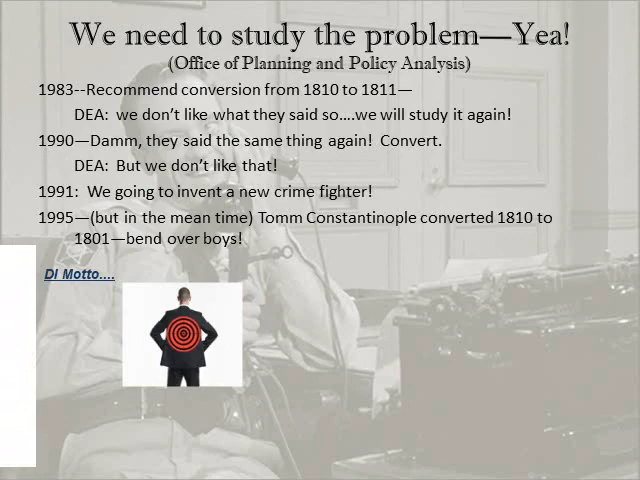 We need to study the problem—Yea!
(Office of Planning and Policy Analysis)
1983--Recommend conversion from 1810 to 1811—
DEA:  we don't like what they said so….we will study it again!
1990—Damm, they said the same thing again!  Convert.
DEA:  But we don't like that!
1991:  We going to invent a new crime fighter!
1995—(but in the mean time) Tomm Constantinople converted 1810 to
1801—bend over boys!
DI Motto….